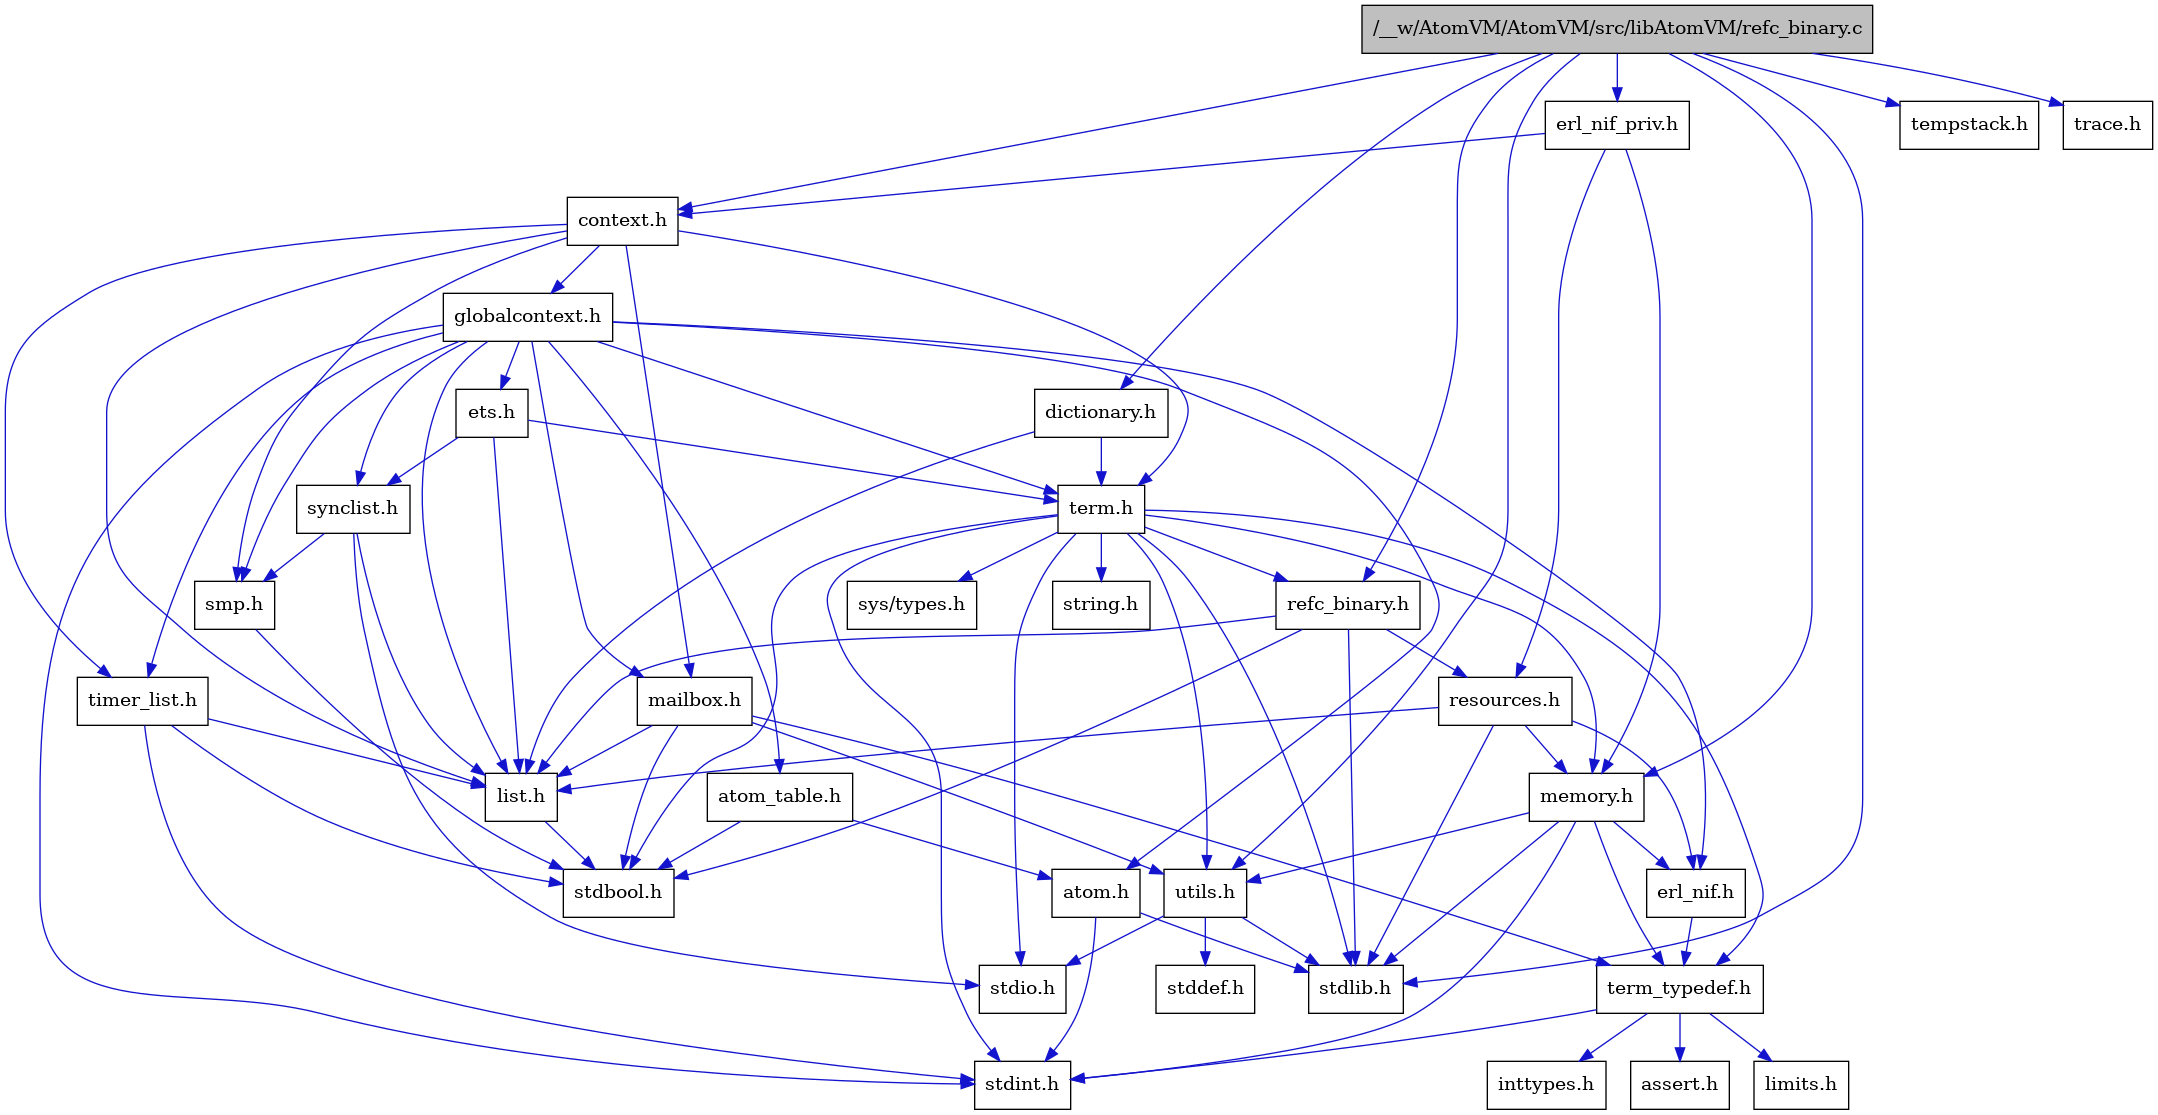 /__w/AtomVM/AtomVM/src/libAtomVM/refc_binary.c
erl_nif_priv.h
tempstack.h
trace.h
context.h
globalcontext.h
ets.h
dictionary.h
synclist.h
term.h
smp.h
sys/types.h
string.h
refc_binary.h
timer_list.h
mailbox.h
resources.h
list.h
atom_table.h
memory.h
stdbool.h
atom.h
utils.h
erl_nif.h
stdio.h
stddef.h
stdlib.h
term_typedef.h
stdint.h
inttypes.h
assert.h
limits.h